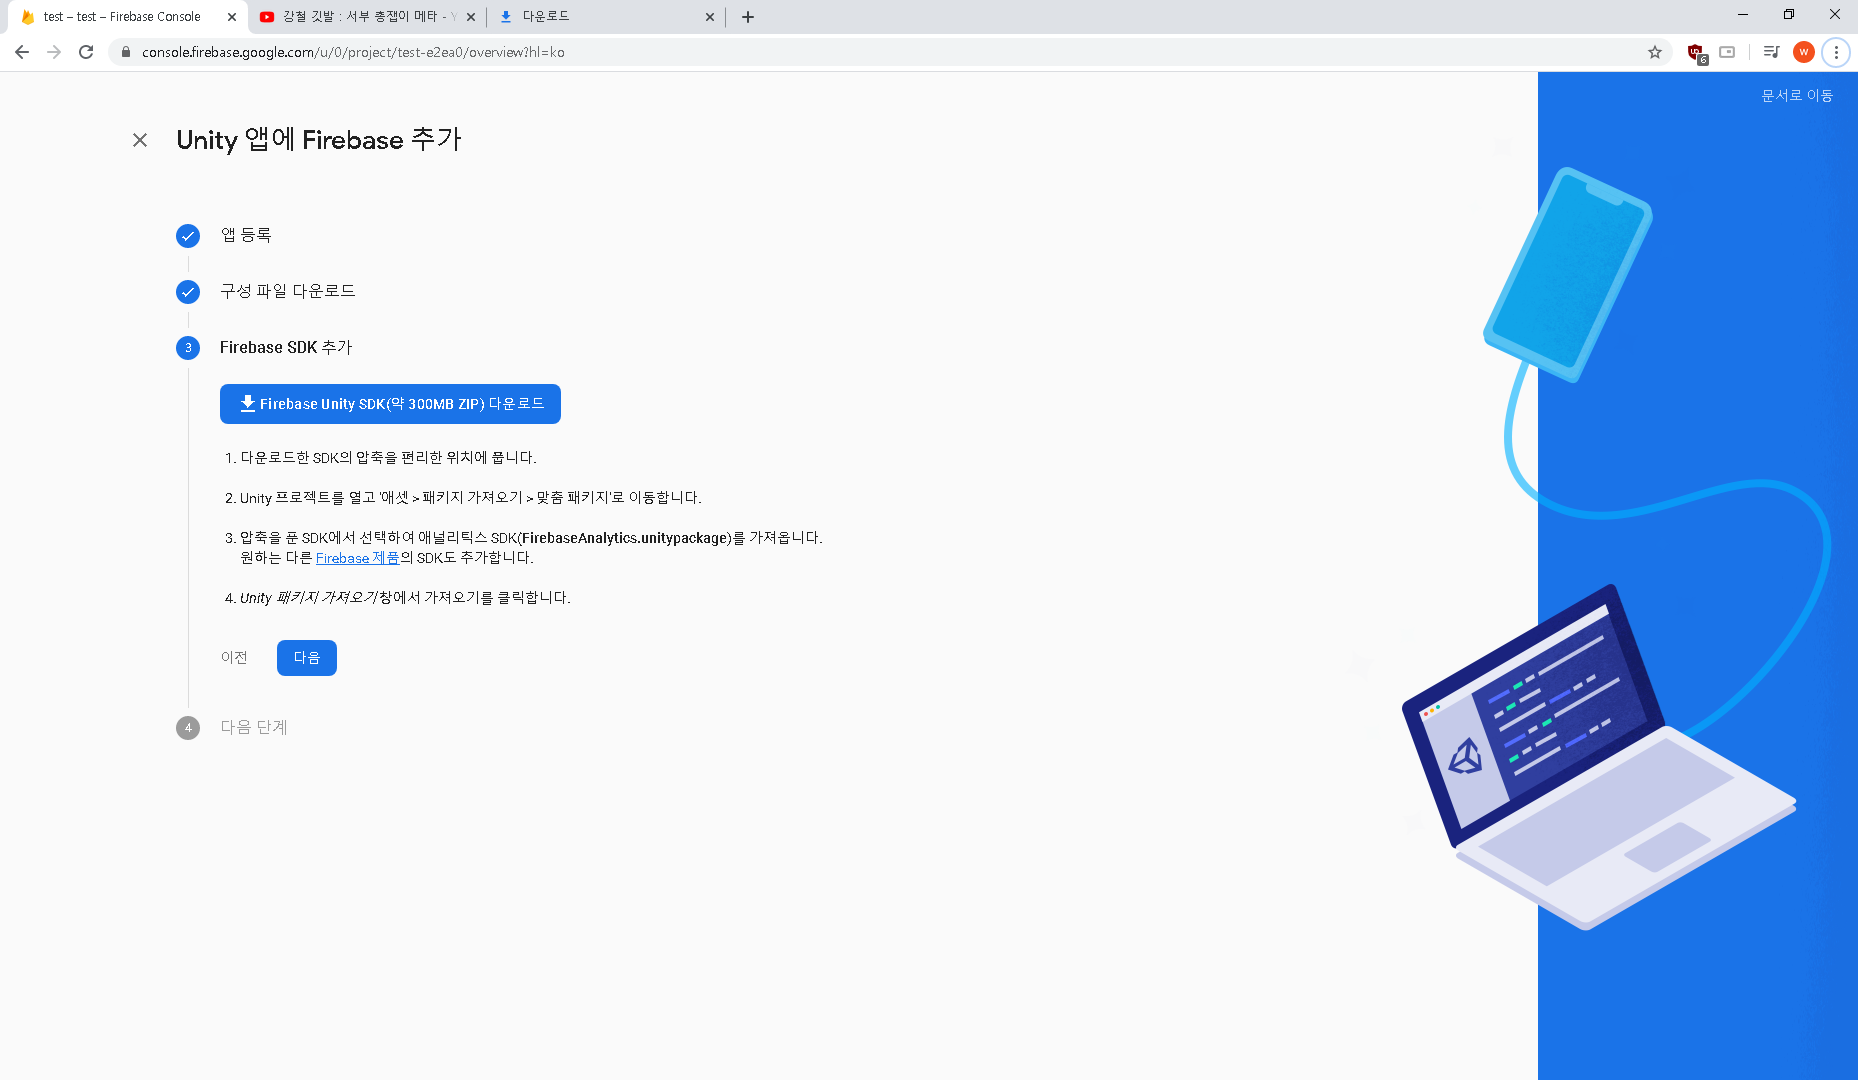 test – test – Firebase Console
강철 깃발 : 서부 총잽이 메타 - Y
다운로드
console.firebase.google.com/u/0/project/test-e2ea0/overview?hl=ko
6
W
문서로 이동
Unity 앱에 Firebase 추가
앱 등록
구성 파일 다운로드
3 Firebase SDK 추가
Firebase Unity SDK(약 300MB ZIP) 다운로드
1. 다운로드한 SDK의 압축을 편리한 위치에 풉니다.
2. Unity 프로젝트를 열고 '애셋 > 패키지 가져오기 > 맞춤 패키지'로 이동합니다.
3. 압축을 푼 SDK에서 선택하여 애널리틱스 SDK(FirebaseAnalytics.unitypackage)를 가져옵니다.
원하는 다른 Firebase 제품의 SDK도 추가합니다.
4. Unity 패키지 가져오기 창에서 가져오기를 클릭합니다.
이전 다음
4 다음 단계